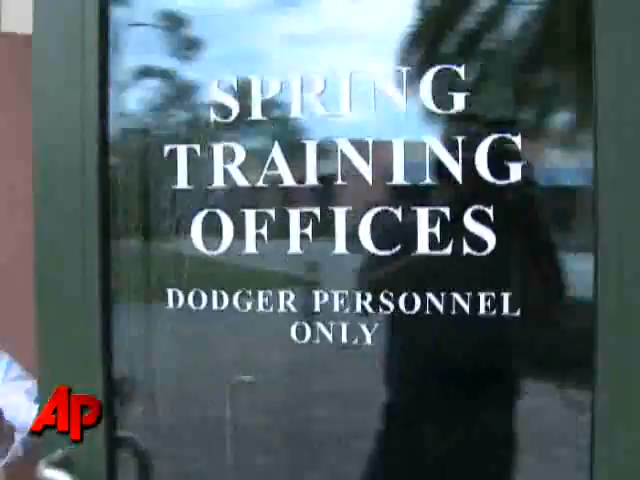 SPRING
TRAINING
OFFICES
DODGER PERSONNEL
ONLY
AP